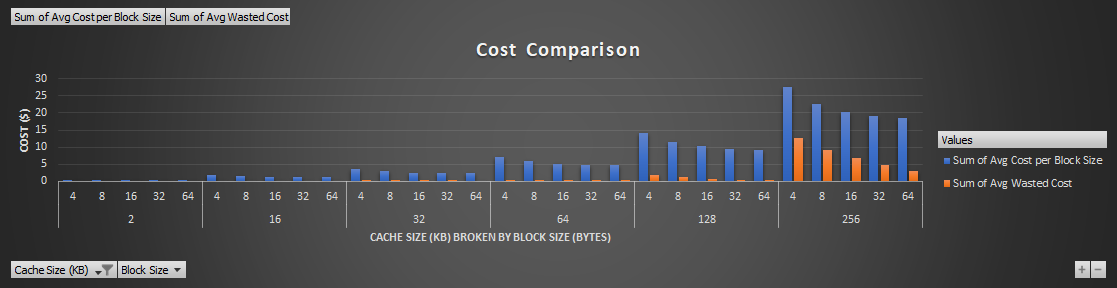 Sum of Avg Cost per Block Size Sum of Avg Wasted Cost
Cost Comparison
30
25
20
15
10
5
0
COST ($)
4 8 16 32 64 4 8 16 32 64 4 8 16 32 64 4 8 16 32 64 4 8 16 32 64 4 8 16 32 64
2 16 32 64 128 256
CACHE SIZE (KB) BROKEN BY BLOCK SIZE (BYTES)
Values
Sum of Avg Cost per Block Size
Sum of Avg Wasted Cost
Cache Size (KB) Block Size
+ −